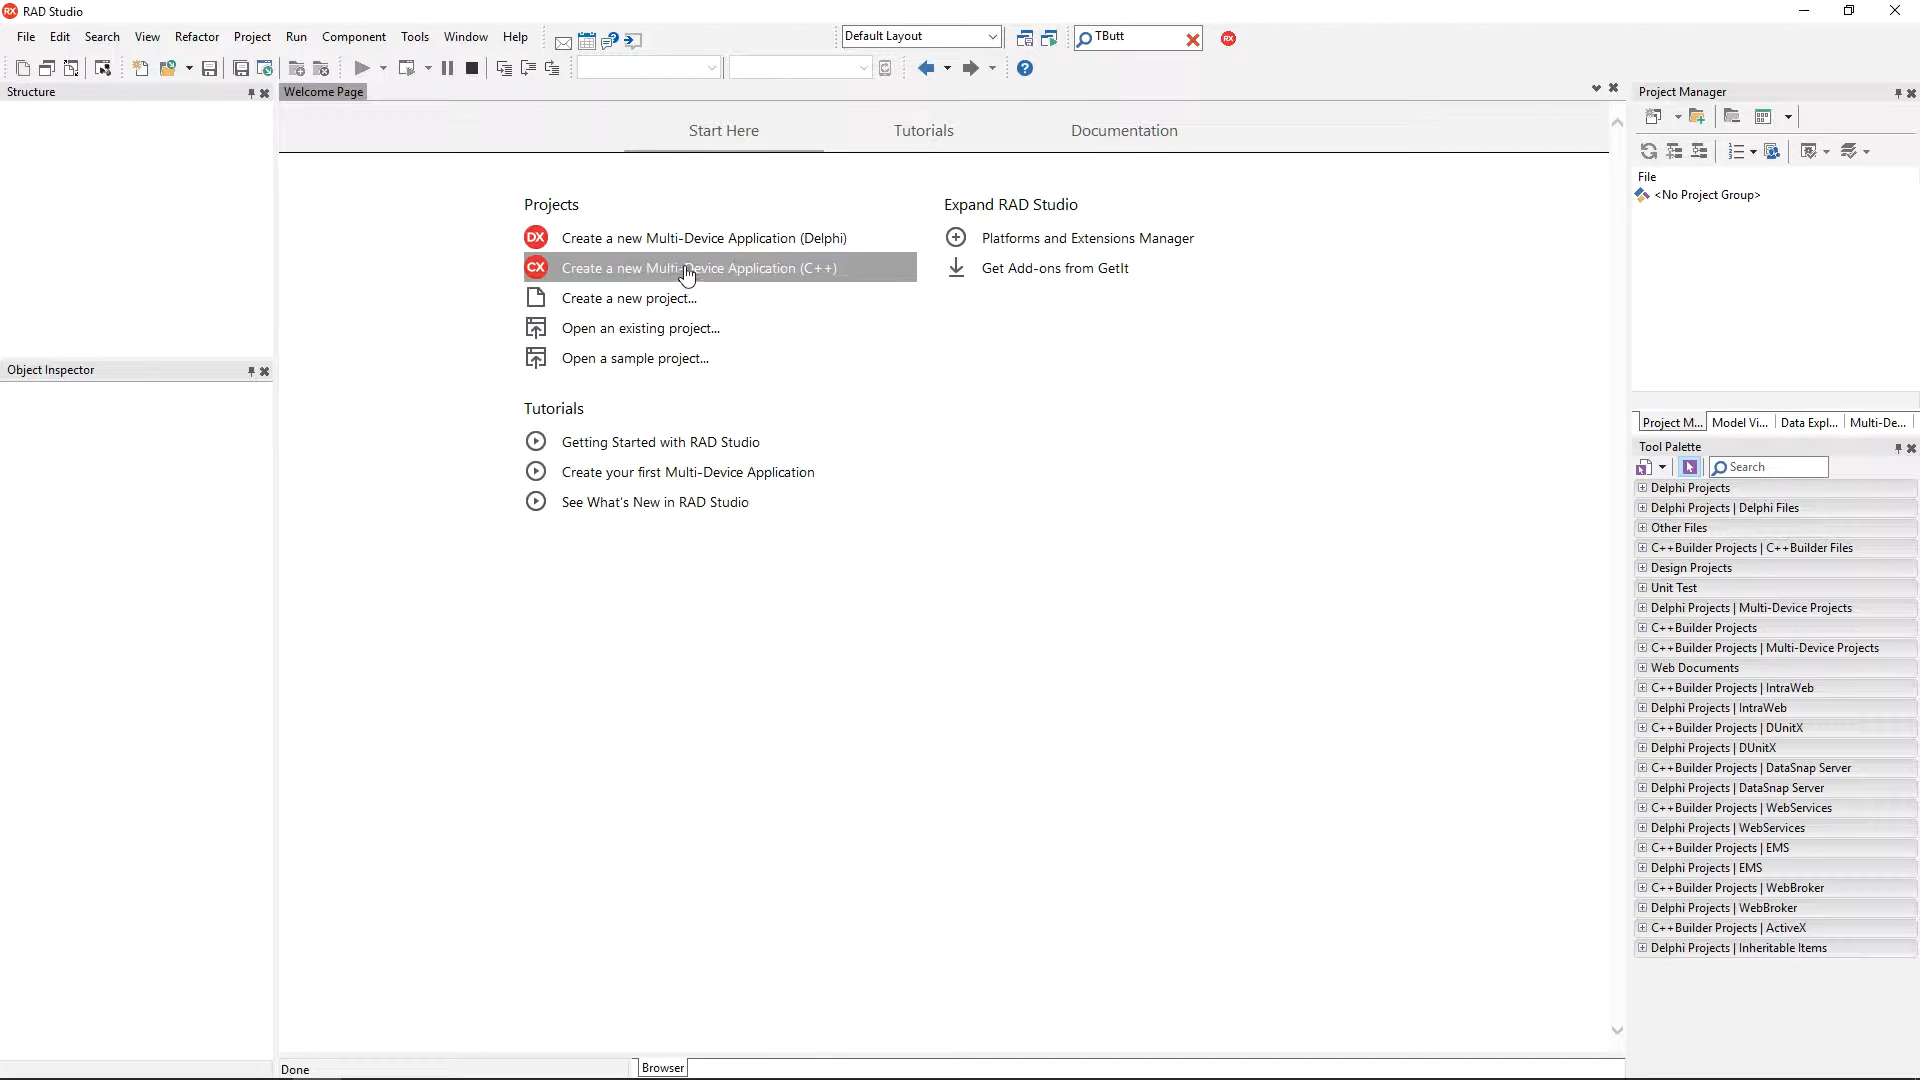 RX RAD Studio
File Edit Search View Refactor Project Run Component Tools Window Help
Default Layout
TButt
RX
Structure
Welcome Page
Project Manager
Start Here Tutorials Documentation
File
<No Project Group>
Projects
DX Create a new Multi-Device Application (Delphi)
CX Create a new Multi-Device Application (C++)
Create a new project...
Open an existing project...
Open a sample project...
Expand RAD Studio
Platforms and Extensions Manager
Get Add-ons from GetIt
Object Inspector
Tutorials
Getting Started with RAD Studio
Create your first Multi-Device Application
See What's New in RAD Studio
Project M... Model Vi... Data Expl... Multi-De...
Tool Palette
Search
Delphi Projects
Delphi Projects | Delphi Files
Other Files
C++Builder Projects | C++Builder Files
Design Projects
Unit Test
Delphi Projects | Multi-Device Projects
C++Builder Projects
C++Builder Projects | Multi-Device Projects
Web Documents
C++Builder Projects | IntraWeb
Delphi Projects | IntraWeb
C++Builder Projects | DUnitX
Delphi Projects | DUnitX
C++Builder Projects | DataSnap Server
Delphi Projects | DataSnap Server
C++Builder Projects | WebServices
Delphi Projects | WebServices
C++Builder Projects | EMS
Delphi Projects | EMS
C++Builder Projects | WebBroker
Delphi Projects | WebBroker
C++Builder Projects | ActiveX
Delphi Projects | Inheritable Items
Done
Browser